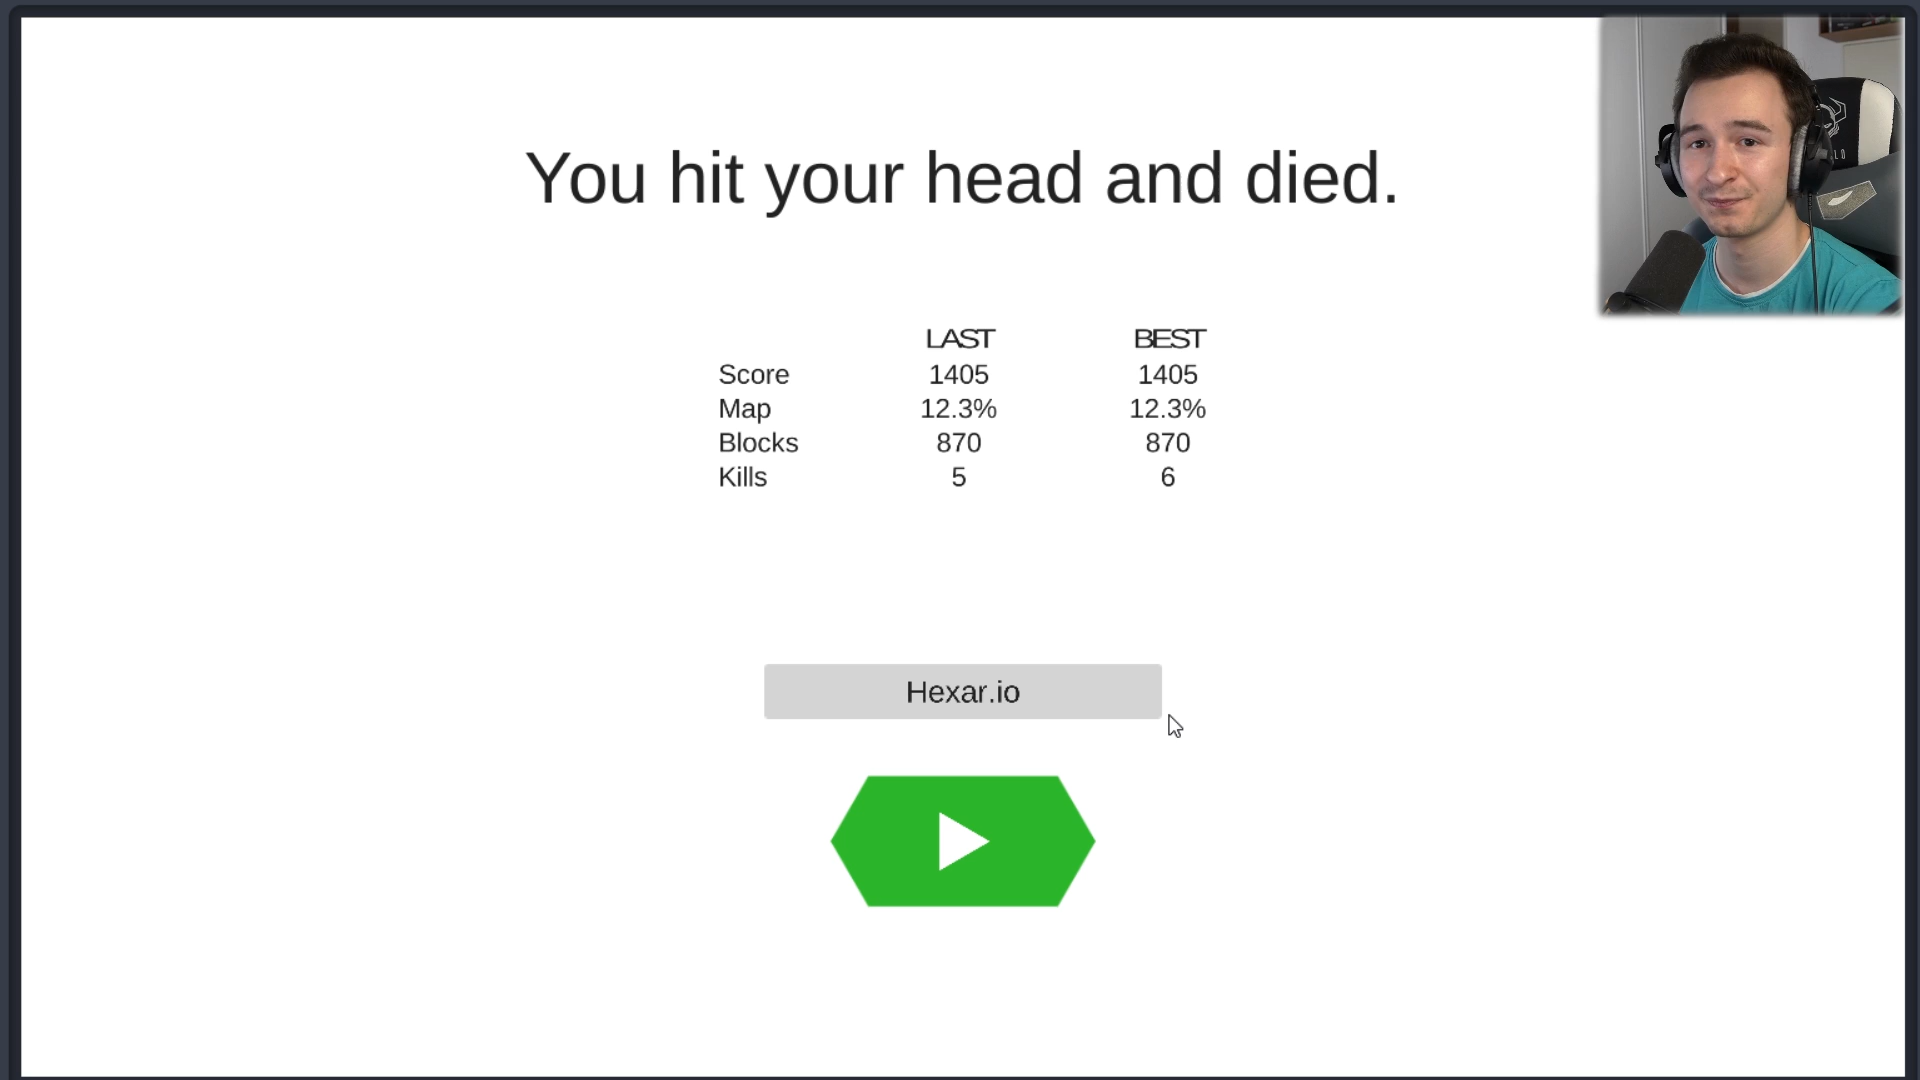 You hit your head and died.
LAST BEST
Score 1405 1405
Map 12.3% 12.3%
Blocks 870 870
Kills 5 6
Hexar.io